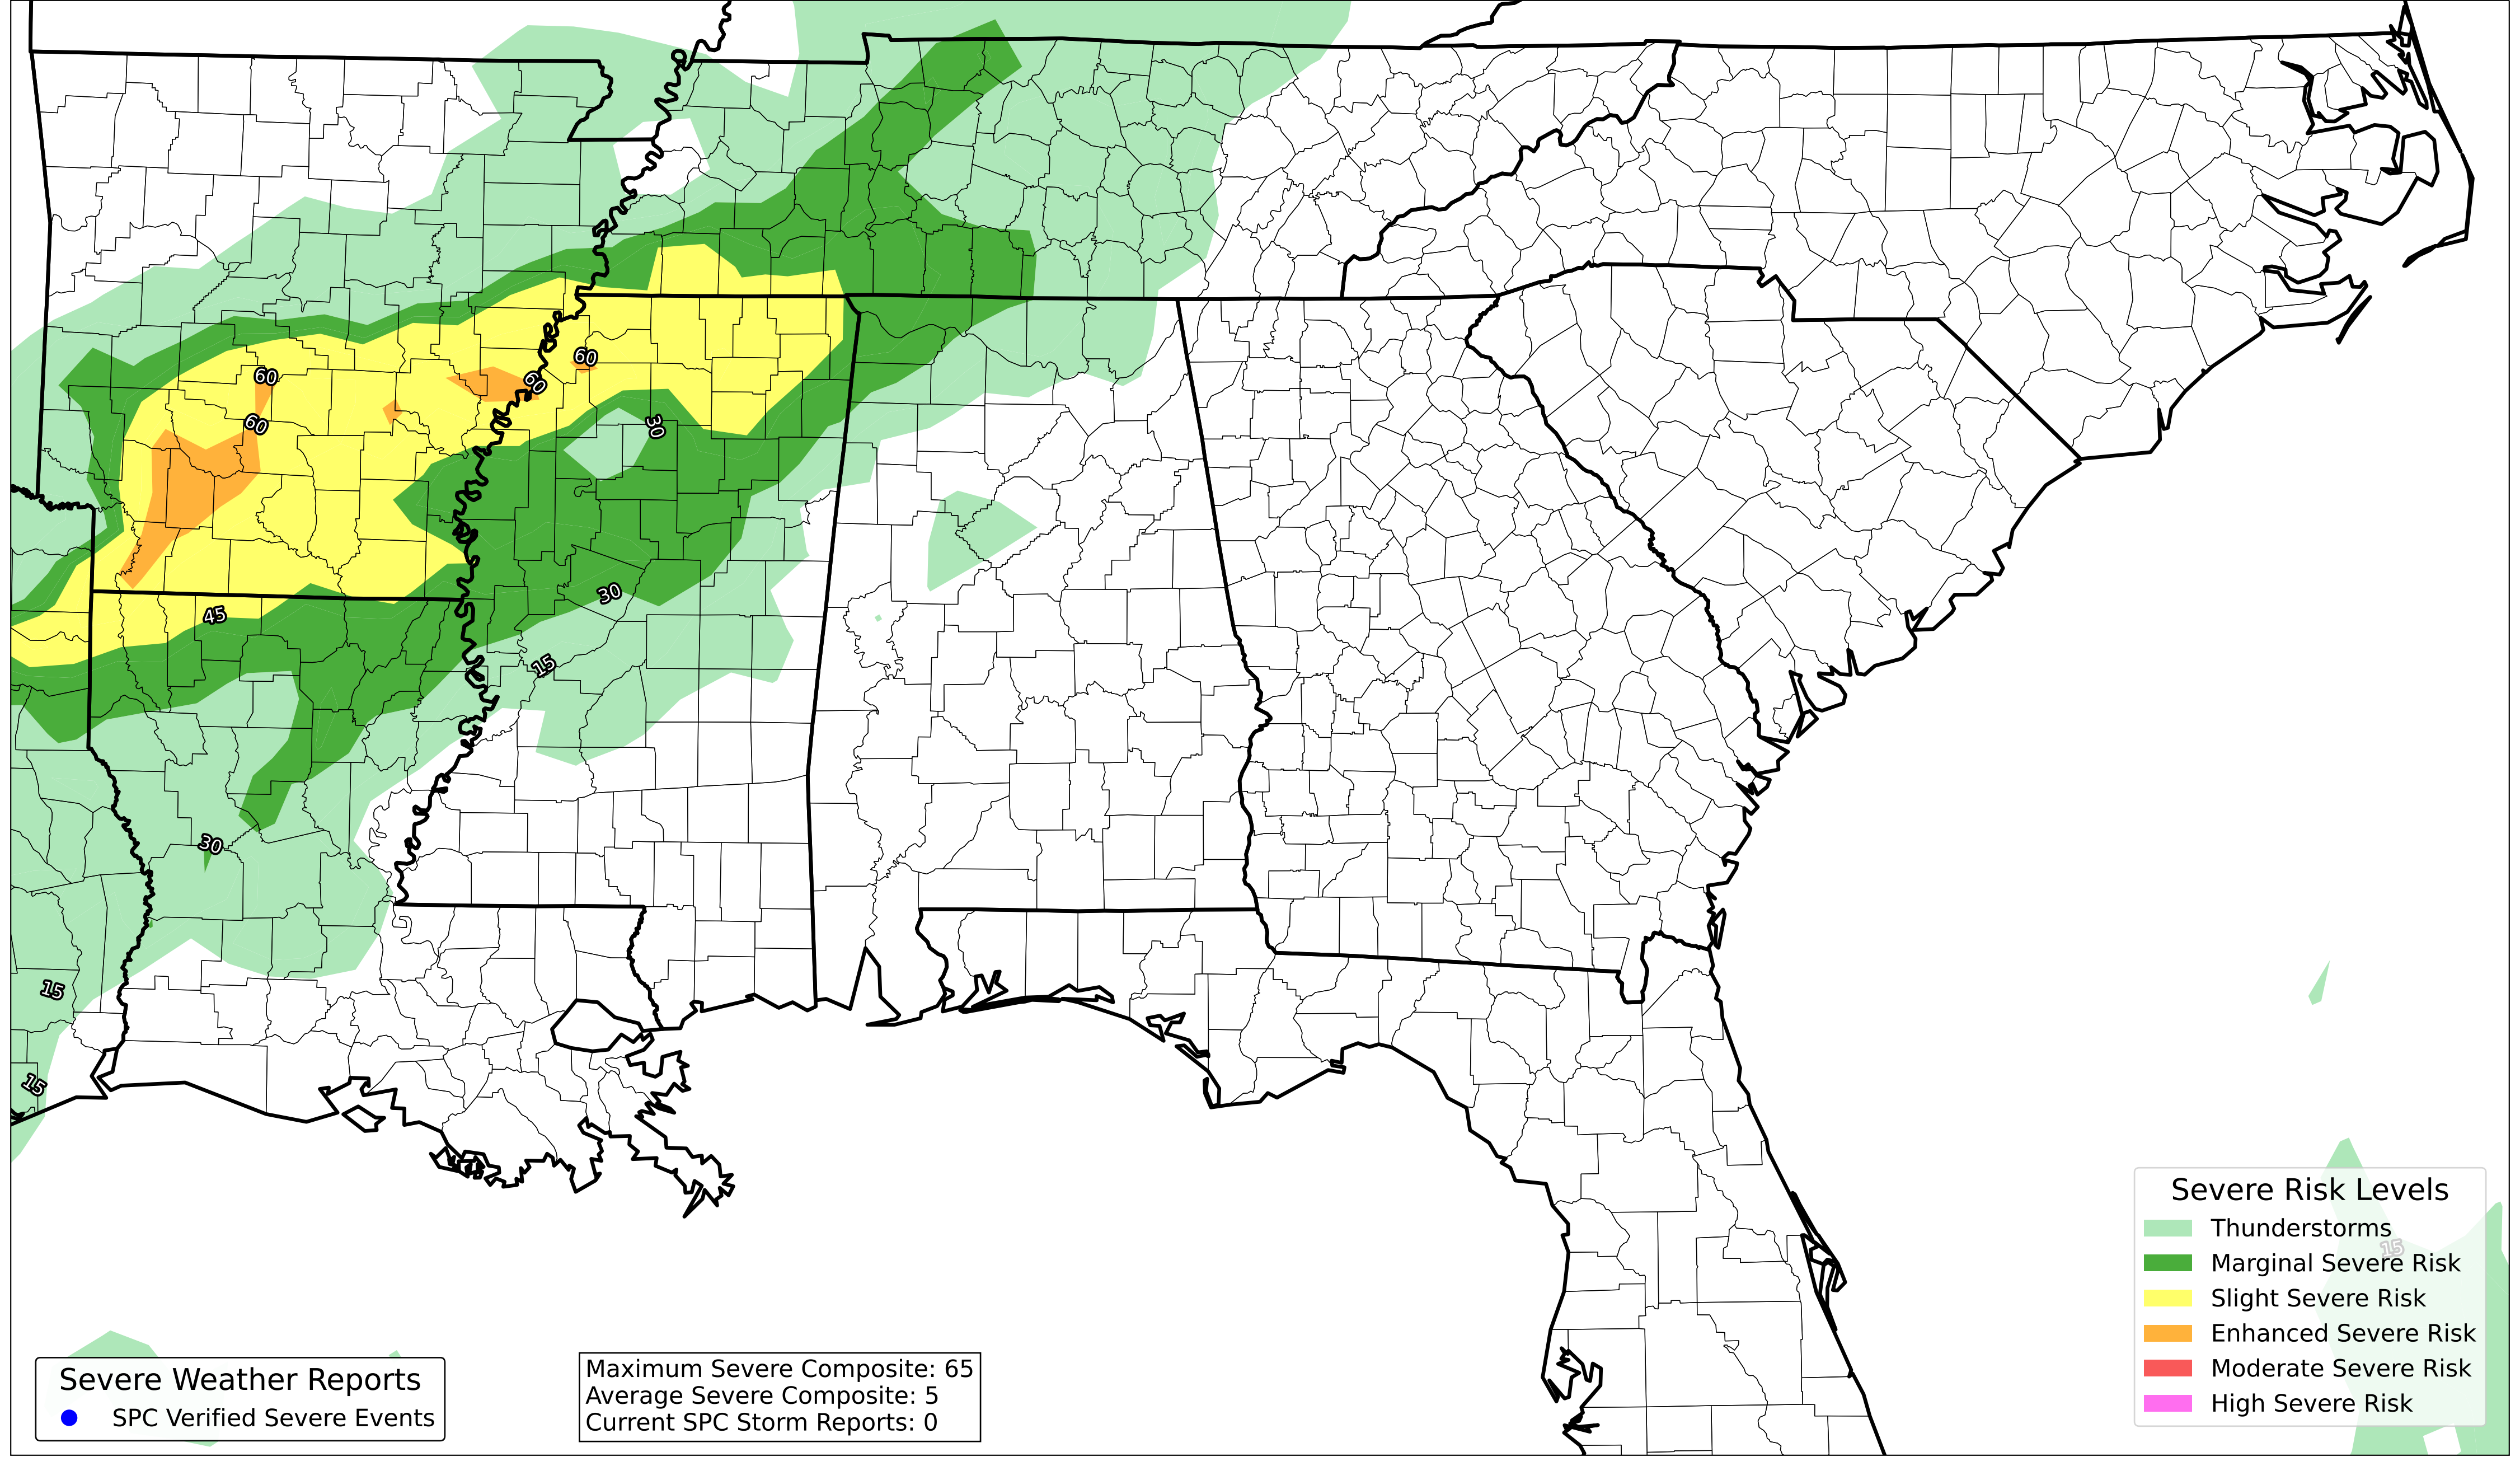 60
60
60
60
30
45
30
15
30
15
15
15
Severe Risk Levels
Thunderstorms
Marginal Severe Risk
Slight Severe Risk
Enhanced Severe Risk
Moderate Severe Risk
High Severe Risk
Severe Weather Reports
SPC Verified Severe Events
Maximum Severe Composite: 65
Average Severe Composite: 5
Current SPC Storm Reports: 0